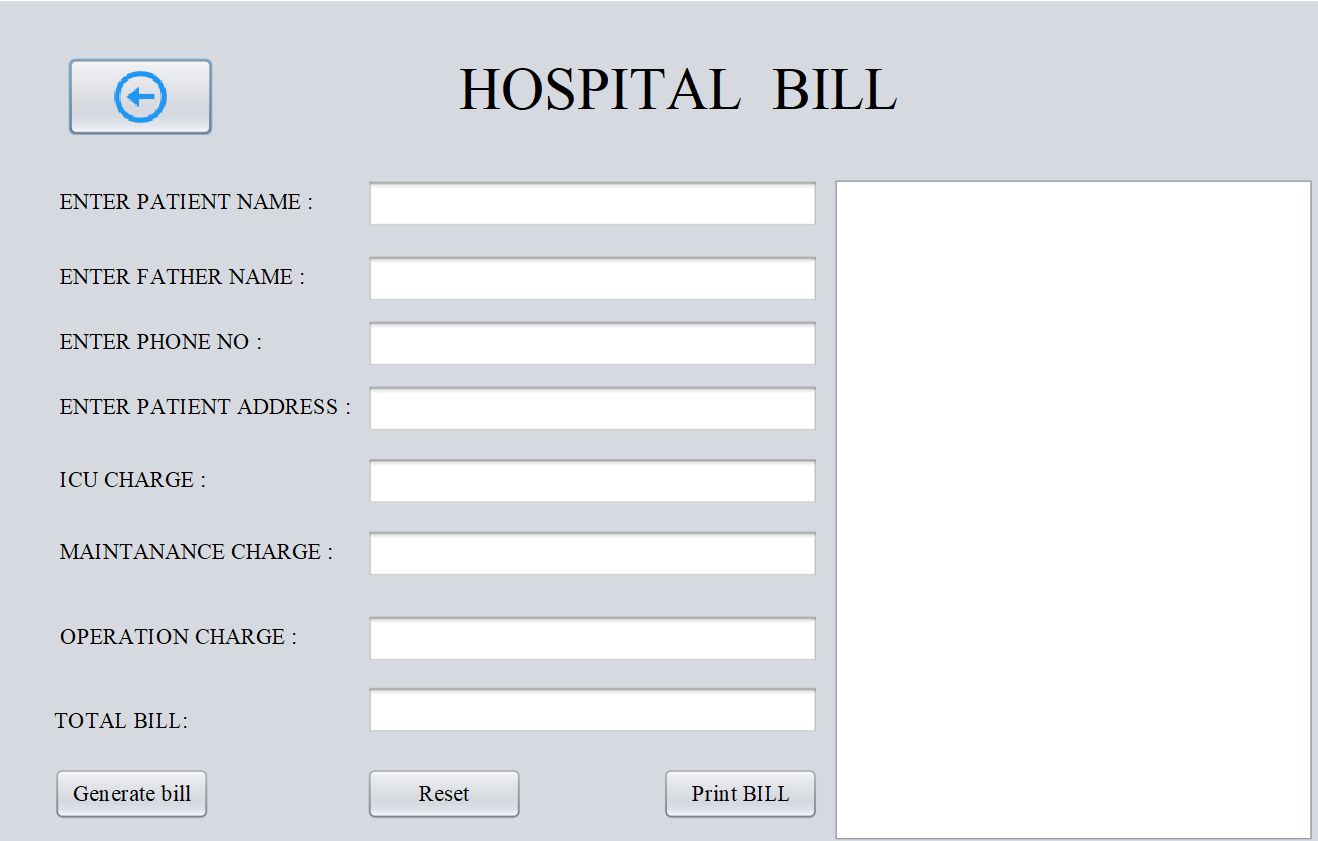 HOSPITAL BILL
ENTER PATIENT NAME :
ENTER FATHER NAME :
ENTER PHONE NO :
ENTER PATIENT ADDRESS :
ICU CHARGE :
MAINTANANCE CHARGE :
OPERATION CHARGE :
TOTAL BILL:
Generate bill
Reset
Print BILL